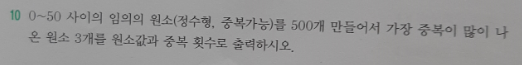 10 0~50 사이의 임의의 원소(정수형, 중복가능)를 500개 만들어서 가장 중복이 많이 나
온 원소 3개를 원소값과 중복 횟수로 출력하시오.